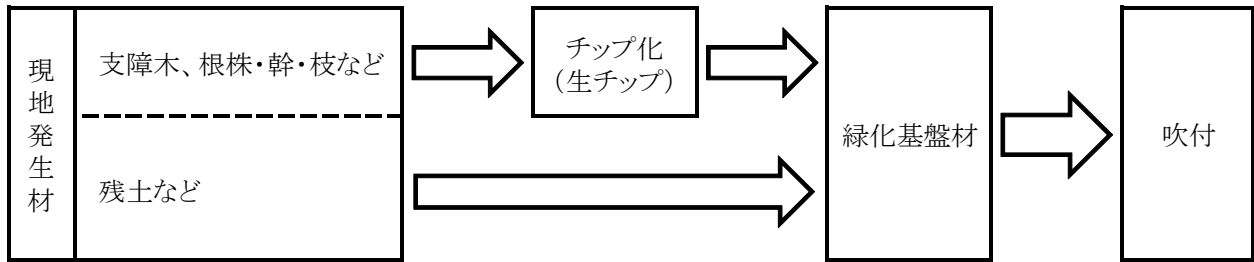 現地発生材
支障木、根株・幹・枝など
残土など
チップ化
（生チップ）
緑化基盤材
吹付